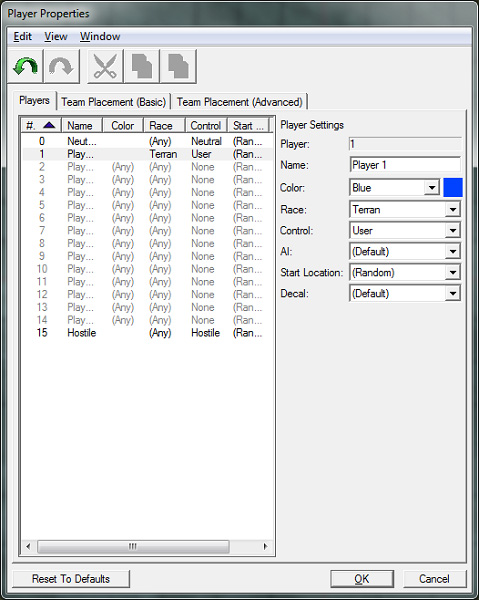 Player Properties
Edit View Window
Players Team Placement (Basic) Team Placement (Advanced)
#. Name Color Race Control Start ...
0 Neut... (Any) Neutral (Ran...
1 Play... Terran User (Ran...
2 Play... (Any) (Any) None (Ran...
3 Play... (Any) (Any) None (Ran...
4 Play... (Any) (Any) None (Ran...
5 Play... (Any) (Any) None (Ran...
6 Play... (Any) (Any) None (Ran...
7 Play... (Any) (Any) None (Ran...
8 Play... (Any) (Any) None (Ran...
9 Play... (Any) (Any) None (Ran...
10 Play... (Any) (Any) None (Ran...
11 Play... (Any) (Any) None (Ran...
12 Play... (Any) (Any) None (Ran...
13 Play... (Any) (Any) None (Ran...
14 Play... (Any) (Any) None (Ran...
15 Hostile (Any) Hostile (Ran...
Player Settings
Player: 1
Name: Player 1
Color: Blue
Race: Terran
Control: User
AI: (Default)
Start Location: (Random)
Decal: (Default)
Reset To Defaults OK Cancel